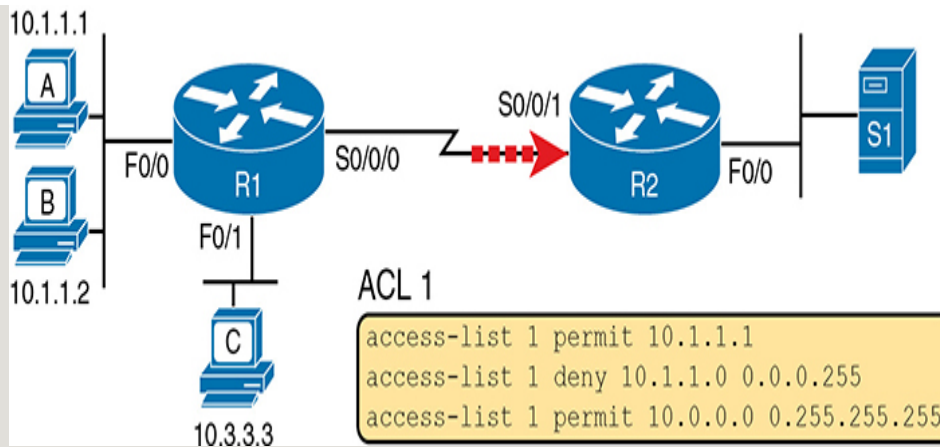 10.1.1.1
A
B
10.1.1.2
F0/0
R1
S0/0/0
F0/1
C
10.3.3.3
S0/0/1
R2
F0/0
S1
ACL 1
access-list 1 permit 10.1.1.1
access-list 1 deny 10.1.1.0 0.0.0.255
access-list 1 permit 10.0.0.0 0.255.255.255